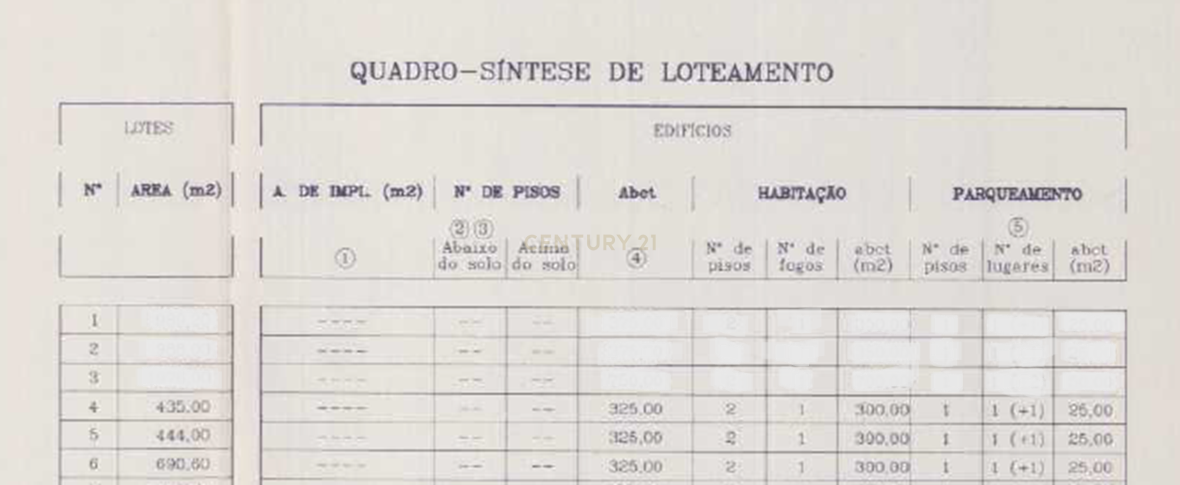 QUADRO-SÍNTESE DE LOTEAMENTO
LOTES EDIFÍCIOS
Nº AREA (m2) A. DE IMPL. (m2) Nº DE PISOS Abct HABITAÇÃO PARQUEAMENTO
② ③ ⑤
CENTURY 21
① Abaixo do solo Acima do solo ④ Nº de pisos Nº de fogos abct (m2) Nº de pisos Nº de lugares abct (m2)
1 ---- -- --
2 ---- -- --
3 ---- -- --
4 435.00 ---- -- -- 325,00 2 1 300,00 1 1 (+1) 25,00
5 444,00 ---- -- -- 325,00 2 1 300,00 1 1 (+1) 25,00
6 690,60 ---- -- -- 325,00 2 1 300,00 1 1 (+1) 25,00